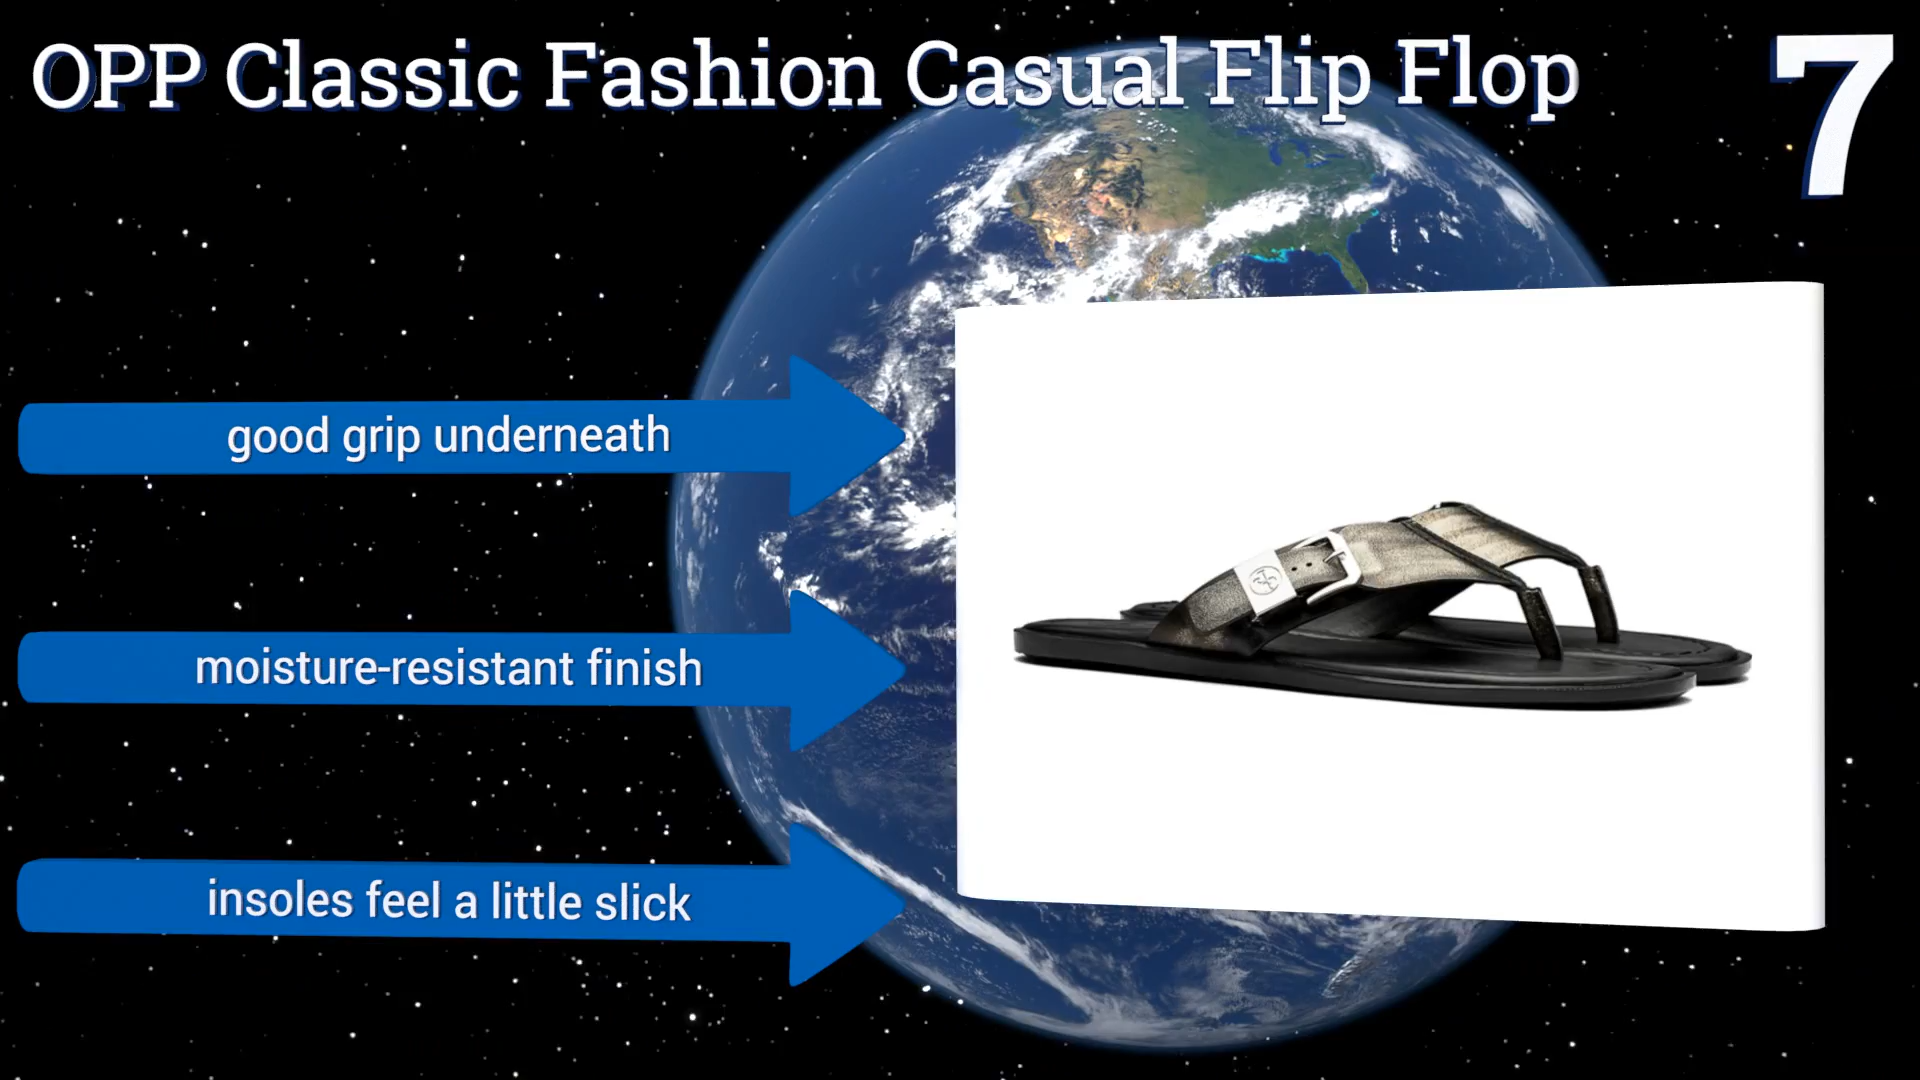 OPP Classic Fashion Casual Flip Flop
7
good grip underneath
moisture-resistant finish
insoles feel a little slick